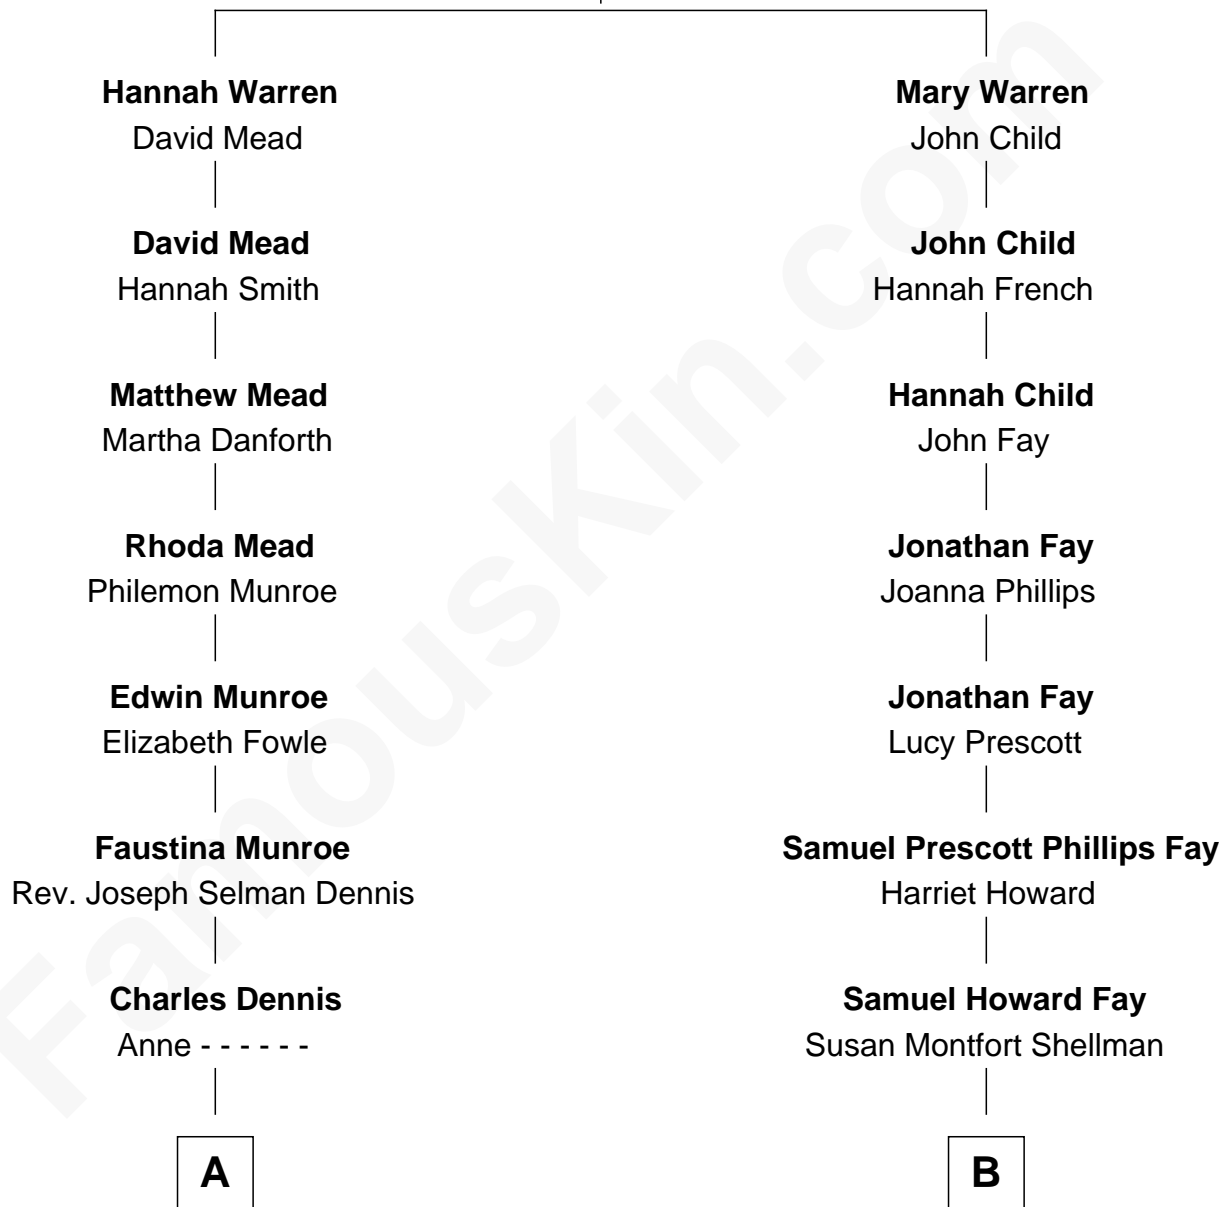 Hannah Warren
David Mead
Mary Warren
John Child
David Mead
Hannah Smith
John Child
Hannah French
Matthew Mead
Martha Danforth
Hannah Child
John Fay
Rhoda Mead
Philemon Munroe
Jonathan Fay
Joanna Phillips
Edwin Munroe
Elizabeth Fowle
Jonathan Fay
Lucy Prescott
Faustina Munroe
Rev. Joseph Selman Dennis
Samuel Prescott Phillips Fay
Harriet Howard
Charles Dennis
Anne - - - - - -
Samuel Howard Fay
Susan Montfort Shellman
A
B
FamousKin.com